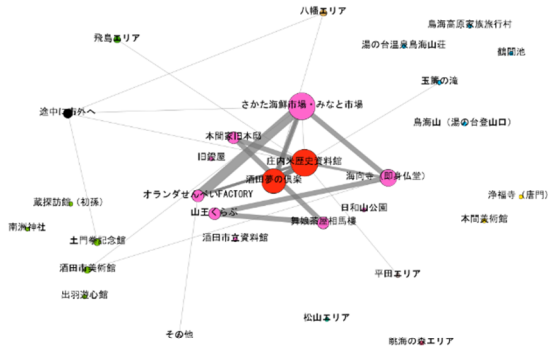 八幡エリア
鳥海高原家族旅行村
飛島エリア
湯の台温泉鳥海山荘
鶴間池
玉簾の滝
さかた海鮮市場・みなと市場
途中に市外へ
鳥海山(湯の台登山口)
本間家旧本邸
旧鐙屋
庄内米歴史資料館
酒田夢の倶楽
海向寺(即身仏堂)
オランダせんべいFACTORY
浄福寺(唐門)
蔵探訪館(初孫)
山王くらぶ
日和山公園
本間美術館
南洲神社
舞娘茶屋相馬樓
土門拳記念館
酒田市立資料館
酒田市美術館
平田エリア
出羽遊心館
松山エリア
その他
眺海の森エリア